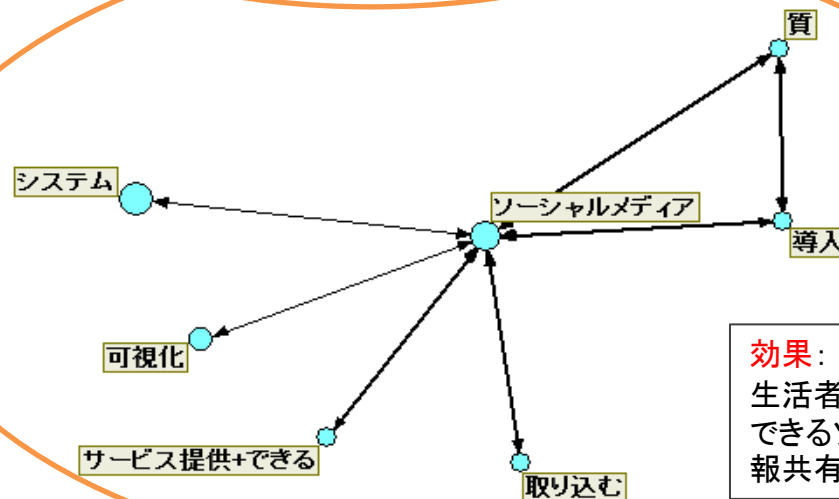 質
システム
ソーシャルメディア
導入
可視化
サービス提供+できる
取り込む
効果：
生活者
できる
報共有